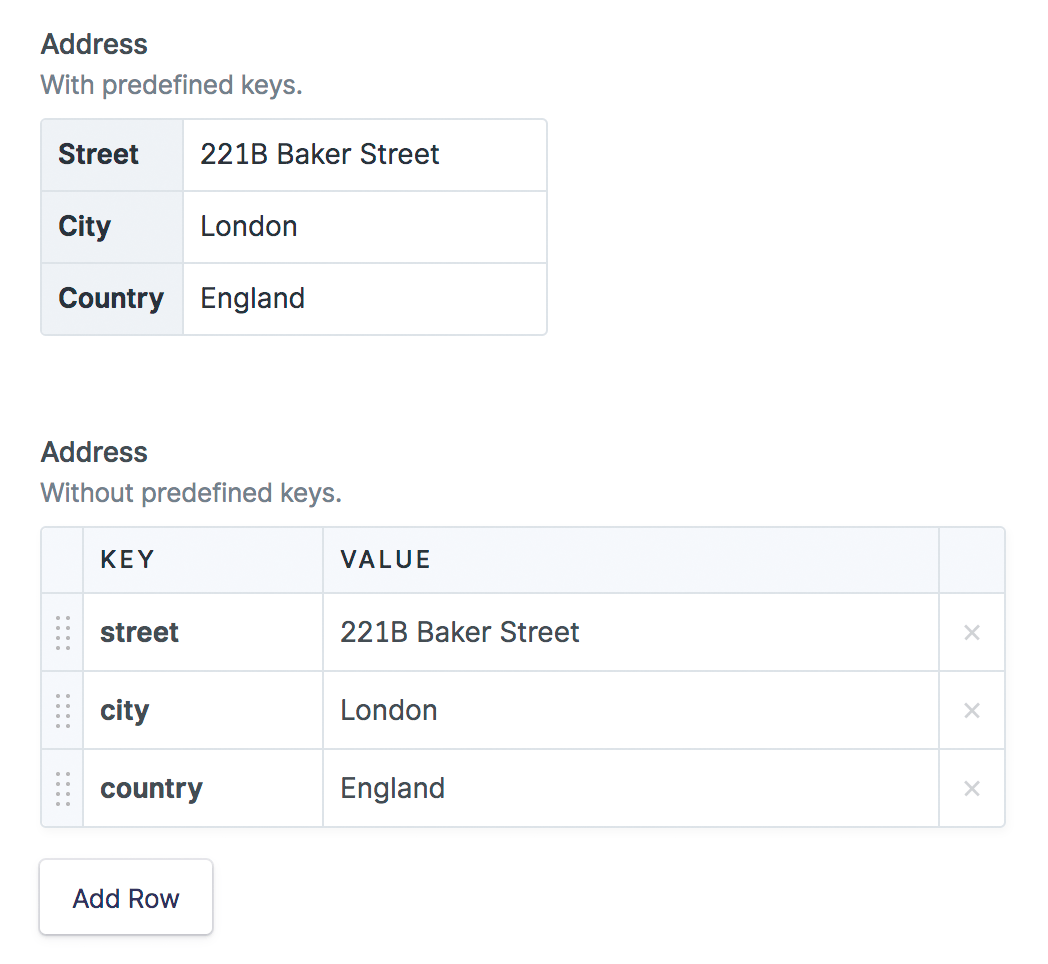 Address
With predefined keys.
Street 221B Baker Street
City London
Country England
Address
Without predefined keys.
KEY VALUE
street 221B Baker Street
city London
country England
Add Row